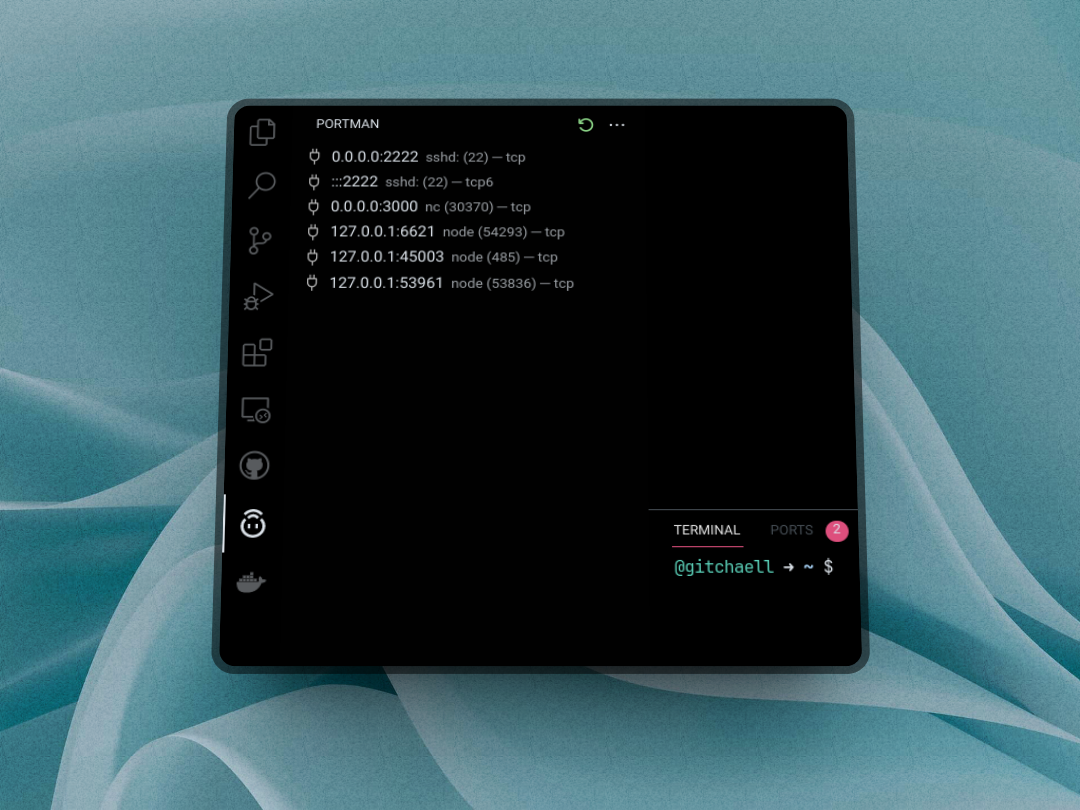 PORTMAN
0.0.0.0:2222 sshd: (22) — tcp
:::2222 sshd: (22) — tcp6
0.0.0.0:3000 nc (30370) — tcp
127.0.0.1:6621 node (54293) — tcp
127.0.0.1:45003 node (485) — tcp
127.0.0.1:53961 node (53836) — tcp
TERMINAL PORTS 2
@gitchaell ➜ ~ $